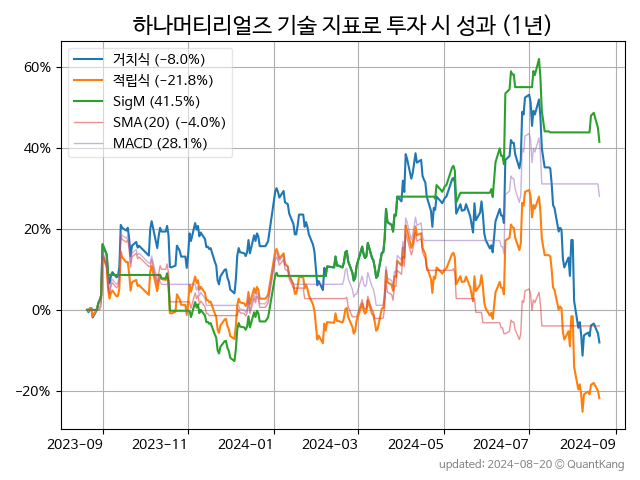 하나머티리얼즈 기술 지표로 투자 시 성과 (1년)
거치식 (-8.0%)
적립식 (-21.8%)
SigM (41.5%)
SMA(20) (-4.0%)
MACD (28.1%)
60%
40%
20%
0%
-20%
2023-09 2023-11 2024-01 2024-03 2024-05 2024-07 2024-09
updated: 2024-08-20 © QuantKang